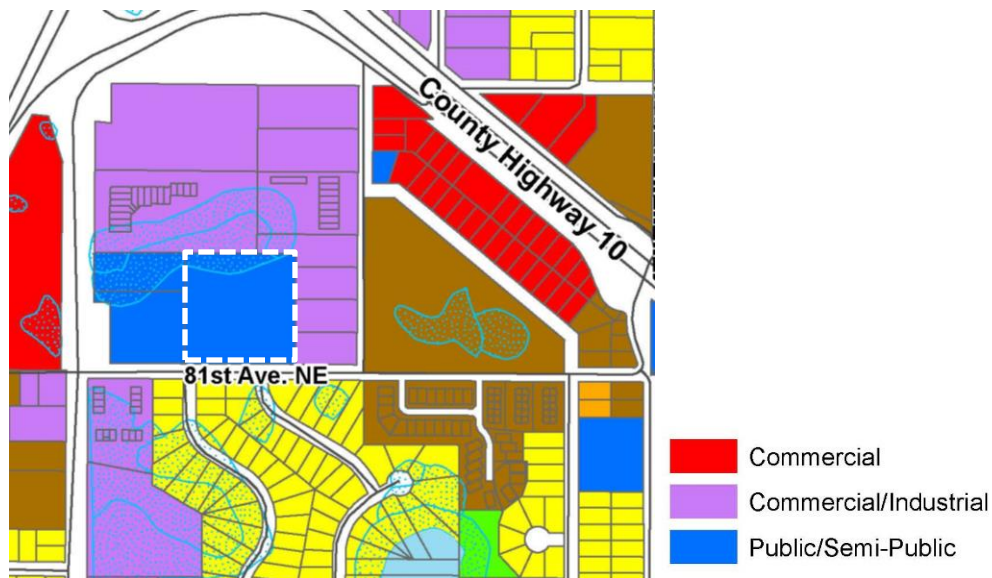 County Highway 10
81st Ave. NE
Commercial
Commercial/Industrial
Public/Semi-Public